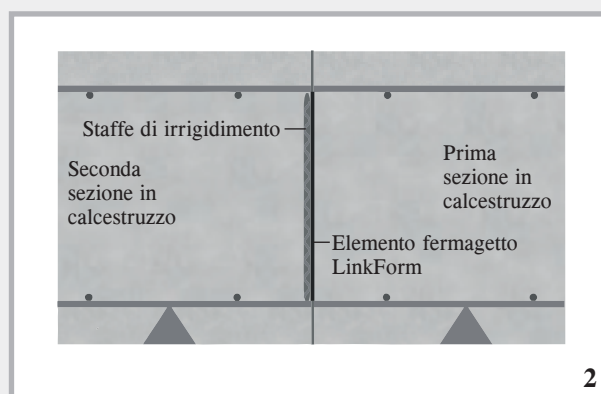 Staffe di irrigidimento
Seconda
sezione in
calcestruzzo
Prima
sezione in
calcestruzzo
Elemento fermagetto
LinkForm
2